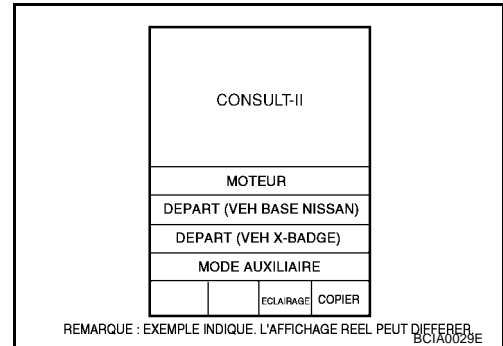 CONSULT-II
MOTEUR
DEPART (VEH BASE NISSAN)
DEPART (VEH X-BADGE)
MODE AUXILIAIRE
ECLAIRAGE COPIER
REMARQUE : EXEMPLE INDIQUE. L'AFFICHAGE REEL PEUT DIFFERER.
BCIA0029E